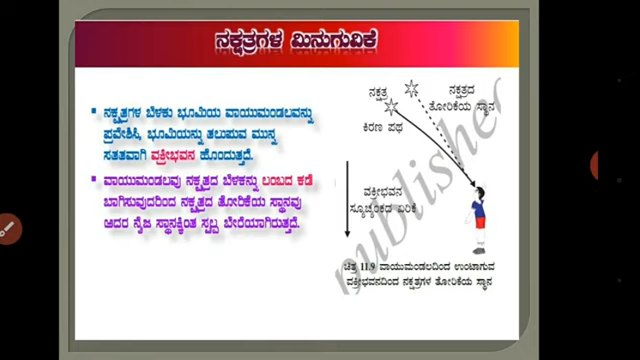 ನಕ್ಷತ್ರಗಳ ಮಿನುಗುವಿಕೆ
ನಕ್ಷತ್ರಗಳ ಬೆಳಕು ಭೂಮಿಯ ವಾಯುಮಂಡಲವನ್ನು
ಪ್ರವೇಶಿಸಿ, ಭೂಮಿಯನ್ನು ತಲುಪುವ ಮುನ್ನ
ಸತತವಾಗಿ ವಕ್ರೀಭವನ ಹೊಂದುತ್ತದೆ.
ವಾಯುಮಂಡಲವು ನಕ್ಷತ್ರದ ಬೆಳಕನ್ನು ಲಂಬದ ಕಡೆ
ಬಾಗಿಸುವುದರಿಂದ ನಕ್ಷತ್ರದ ತೋರಿಕೆಯ ಸ್ಥಾನವು
ಅದರ ನೈಜ ಸ್ಥಾನಕ್ಕಿಂತ ಸ್ವಲ್ಪ ಬೇರೆಯಾಗಿರುತ್ತದೆ.
ನಕ್ಷತ್ರ
ನಕ್ಷತ್ರದ
ತೋರಿಕೆಯ ಸ್ಥಾನ
ಕಿರಣ ಪಥ
ವಕ್ರೀಭವನ
ಸೂಚ್ಯಂಕದ ಏರಿಕೆ
publisher
ಚಿತ್ರ 11.9 ವಾಯುಮಂಡಲದಿಂದ ಉಂಟಾಗುವ
ವಕ್ರೀಭವನದಿಂದ ನಕ್ಷತ್ರಗಳ ತೋರಿಕೆಯ ಸ್ಥಾನ